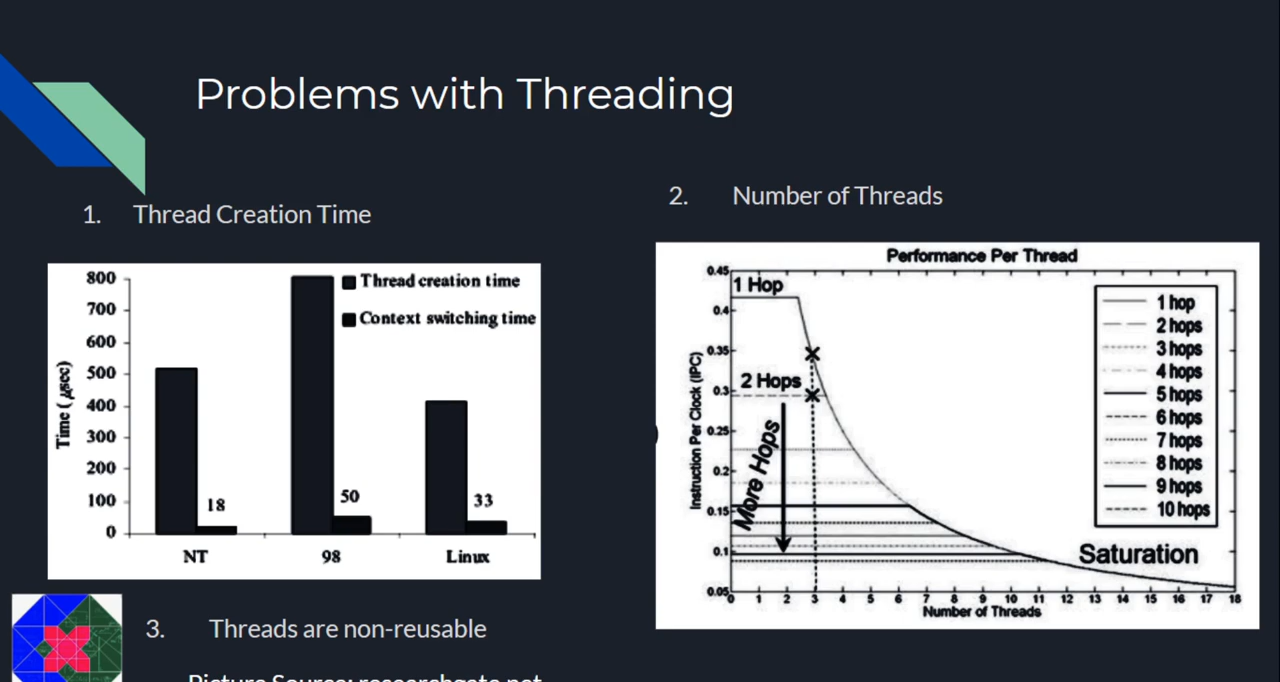 Problems with Threading
1. Thread Creation Time
800
700
600
500
400
300
200
100
0
Time ( μsec)
Thread creation time
Context switching time
18
50
33
NT 98 Linux
2. Number of Threads
Performance Per Thread
0.45
0.4
0.35
0.3
0.25
0.2
0.15
0.1
0.05
Instruction Per Clock (IPC)
1 Hop
2 Hops
More Hops
Saturation
1 hop
2 hops
3 hops
4 hops
5 hops
6 hops
7 hops
8 hops
9 hops
10 hops
0 1 2 3 4 5 6 7 8 9 10 11 12 13 14 15 16 17 18
Number of Threads
3. Threads are non-reusable
Picture Source: researchgate.net